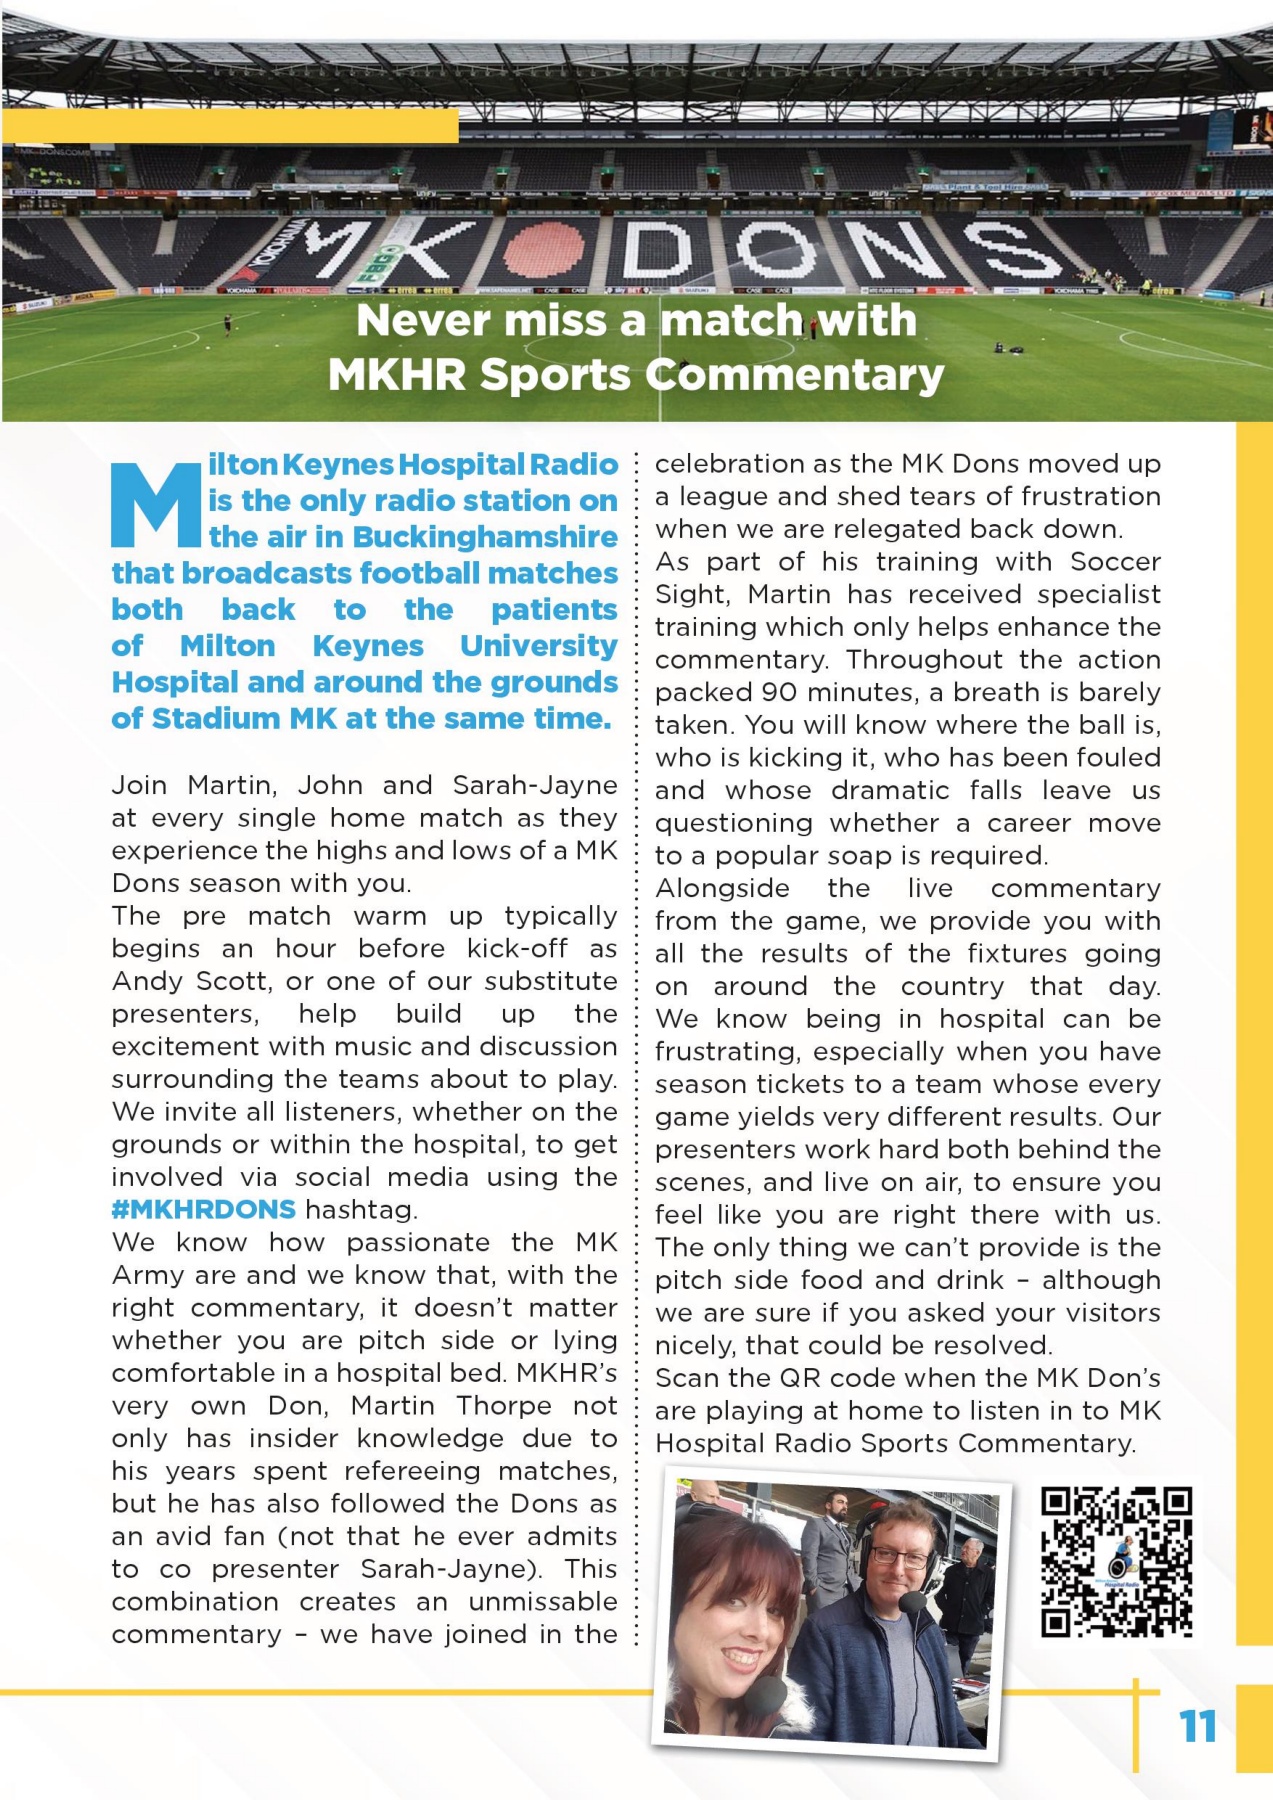 MK DONS.COM
YOKOHAMA
MK DONS
Plant & Tool Hire
FW COX METALS LTD
Never miss a match with
MKHR Sports Commentary
Milton Keynes Hospital Radio
is the only radio station on
the air in Buckinghamshire
that broadcasts football matches
both back to the patients
of Milton Keynes University
Hospital and around the grounds
of Stadium MK at the same time.
Join Martin, John and Sarah-Jayne
at every single home match as they
experience the highs and lows of a MK
Dons season with you.
The pre match warm up typically
begins an hour before kick-off as
Andy Scott, or one of our substitute
presenters, help build up the
excitement with music and discussion
surrounding the teams about to play.
We invite all listeners, whether on the
grounds or within the hospital, to get
involved via social media using the
#MKHRDONS hashtag.
We know how passionate the MK
Army are and we know that, with the
right commentary, it doesn't matter
whether you are pitch side or lying
comfortable in a hospital bed. MKHR's
very own Don, Martin Thorpe not
only has insider knowledge due to
his years spent refereeing matches,
but he has also followed the Dons as
an avid fan (not that he ever admits
to co presenter Sarah-Jayne). This
combination creates an unmissable
commentary – we have joined in the
celebration as the MK Dons moved up
a league and shed tears of frustration
when we are relegated back down.
As part of his training with Soccer
Sight, Martin has received specialist
training which only helps enhance the
commentary. Throughout the action
packed 90 minutes, a breath is barely
taken. You will know where the ball is,
who is kicking it, who has been fouled
and whose dramatic falls leave us
questioning whether a career move
to a popular soap is required.
Alongside the live commentary
from the game, we provide you with
all the results of the fixtures going
on around the country that day.
We know being in hospital can be
frustrating, especially when you have
season tickets to a team whose every
game yields very different results. Our
presenters work hard both behind the
scenes, and live on air, to ensure you
feel like you are right there with us.
The only thing we can't provide is the
pitch side food and drink – although
we are sure if you asked your visitors
nicely, that could be resolved.
Scan the QR code when the MK Don's
are playing at home to listen in to MK
Hospital Radio Sports Commentary.
Hospital Radio
11